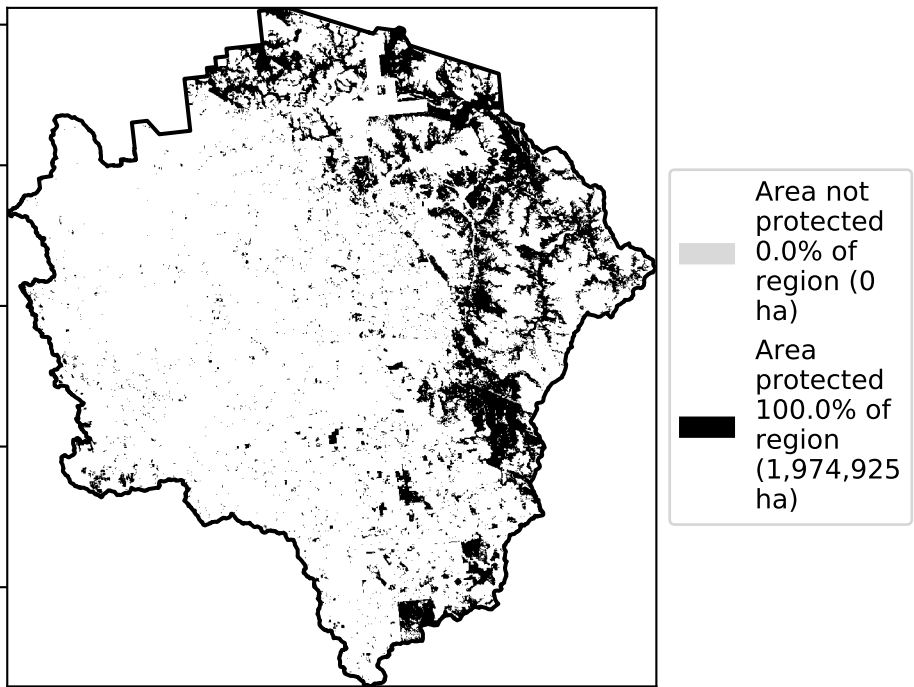 Area not
protected
0.0% of
region (0
ha)
Area
protected
100.0% of
region
(1,974,925
ha)